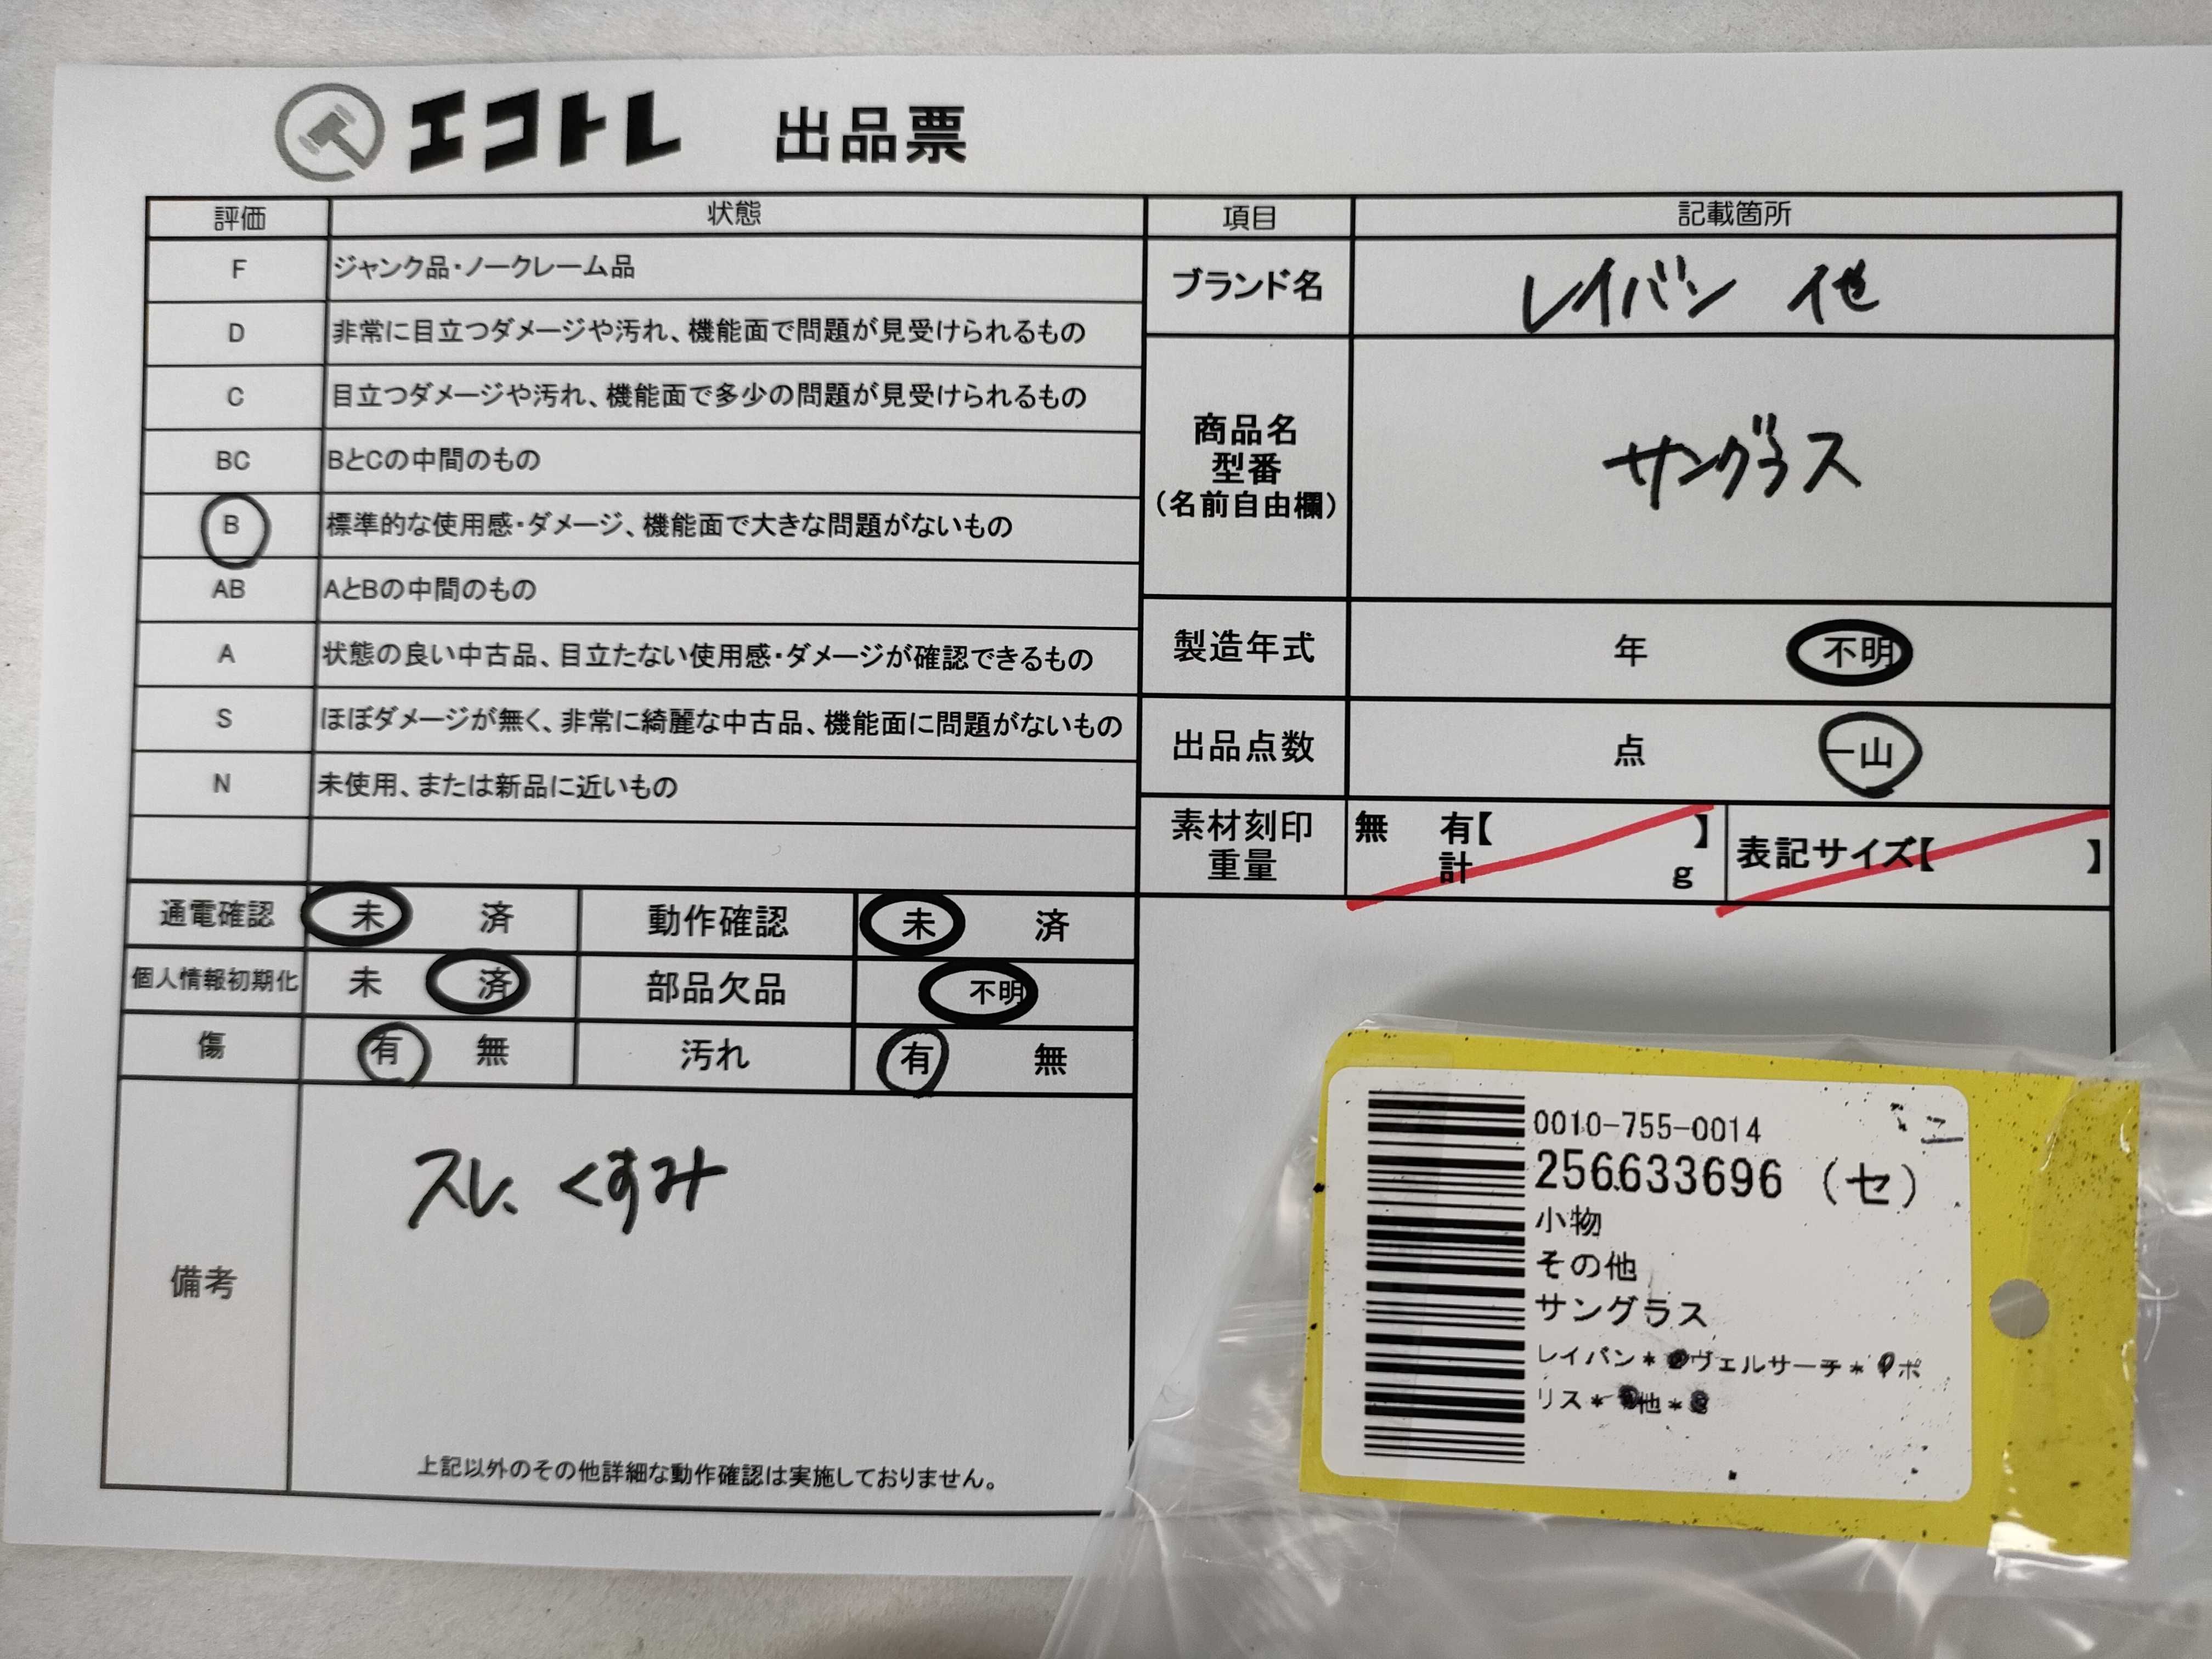 エコトレ 出品票
評価 状態
F ジャンク品・ノークレーム品
D 非常に目立つダメージや汚れ、機能面で問題が見受けられるもの
C 目立つダメージや汚れ、機能面で多少の問題が見受けられるもの
BC BとCの中間のもの
B 標準的な使用感・ダメージ、機能面で大きな問題がないもの
AB AとBの中間のもの
A 状態の良い中古品、目立たない使用感・ダメージが確認できるもの
S ほぼダメージが無く、非常に綺麗な中古品、機能面に問題がないもの
N 未使用、または新品に近いもの
項目 記載箇所
ブランド名 レイバン 他
商品名
型番
(名前自由欄)
サングラス
製造年式 年 不明
出品点数 点 一山
素材刻印
重量
無 有【 】
計 g
表記サイズ【 】
通電確認 未 済 動作確認 未 済
個人情報初期化 未 済 部品欠品 不明
傷 有 無 汚れ 有 無
備考
スレ、くすみ
上記以外のその他詳細な動作確認は実施しておりません。
0010-755-0014
256633696 (セ)
小物
その他
サングラス
レイバン* ヴェルサーチ* ポ
リス* 他*